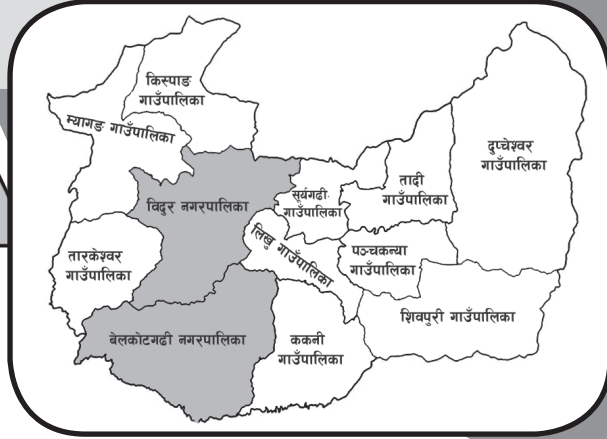 किस्पाङ
गाउँपालिका
म्यागङ गाउँपालिका
दुप्चेश्वर
गाउँपालिका
तादी
गाउँपालिका
सुर्यगढी
गाउँपालिका
विदुर नगरपालिका
लिखु गाउँपालिका
पञ्चकन्या
गाउँपालिका
तारकेश्वर
गाउँपालिका
शिवपुरी गाउँपालिका
बेलकोटगढी नगरपालिका
ककनी
गाउँपालिका